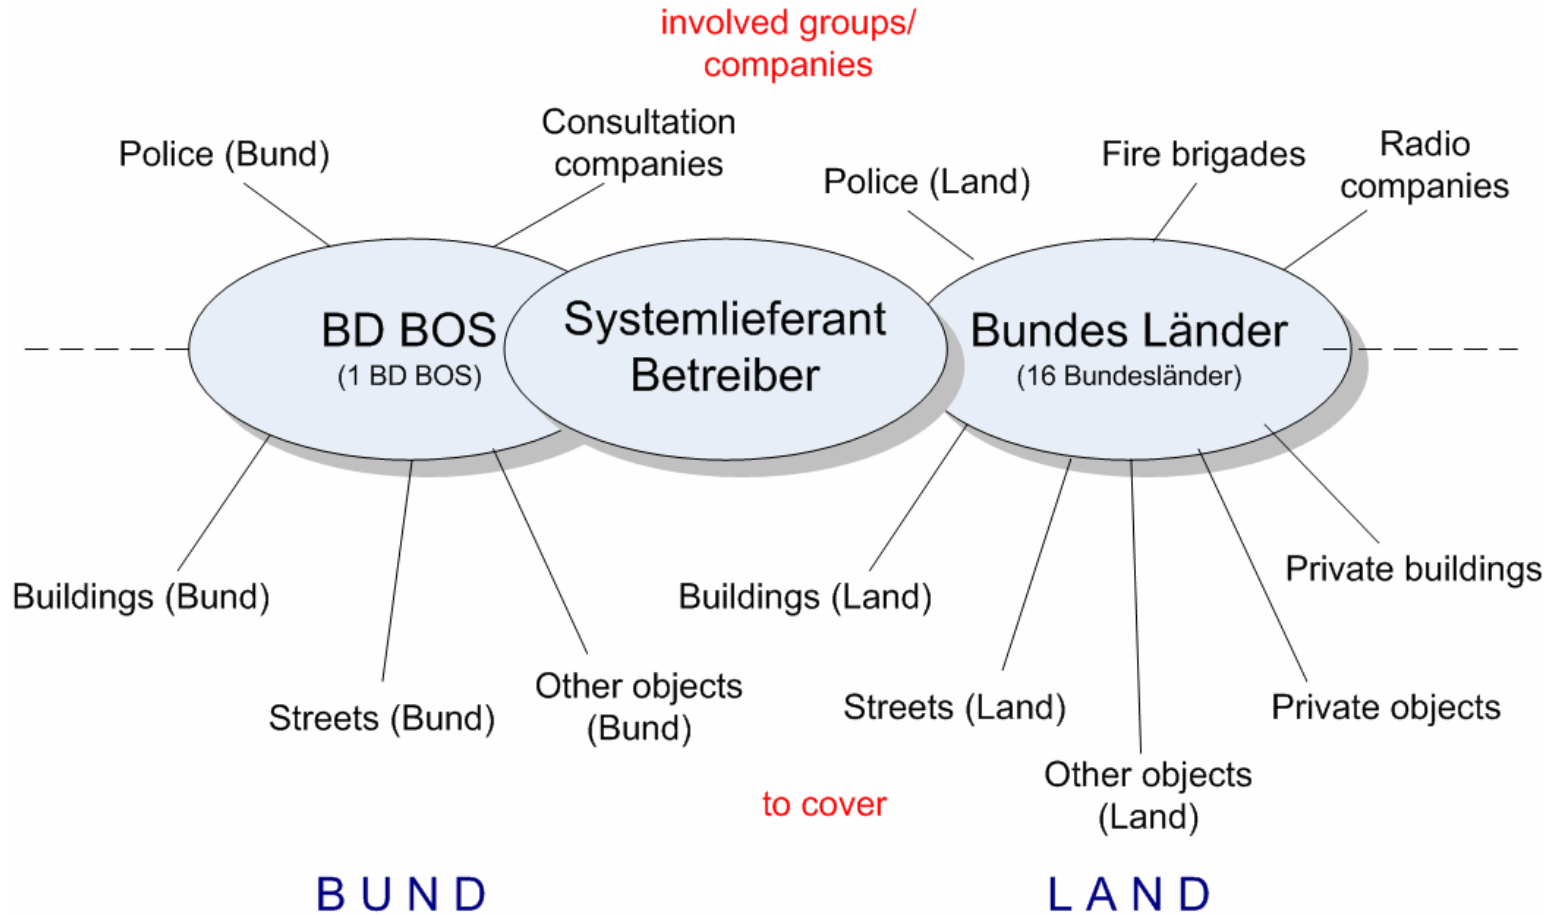 involved groups/
companies
Consultation
companies
Police (Bund)
Police (Land)
Fire brigades
Radio
companies
BD BOS
(1 BD BOS)
Systemlieferant
Betreiber
Bundes Länder
(16 Bundesländer)
Buildings (Bund)
Streets (Bund)
Other objects
(Bund)
Buildings (Land)
Streets (Land)
Other objects
(Land)
Private objects
Private buildings
to cover
BUND
LAND